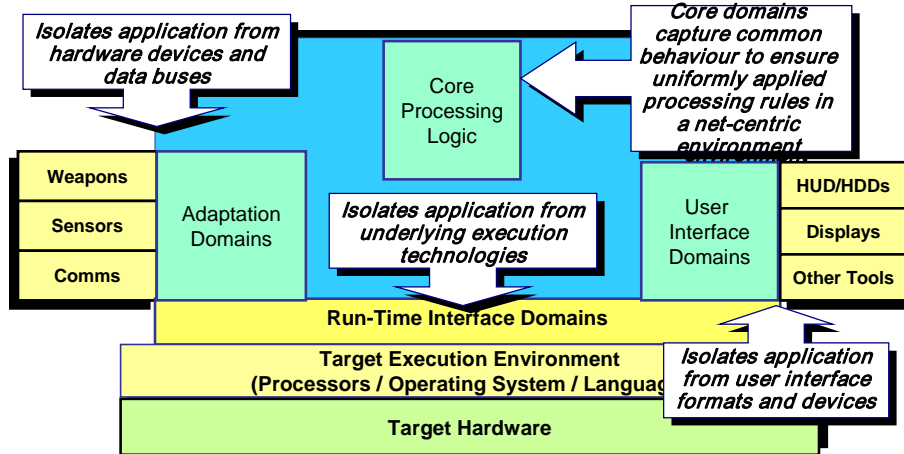 Isolates application from
hardware devices and
data buses
Core domains
capture common
behaviour to ensure
uniformly applied
processing rules in
a net-centric
environment
Core
Processing
Logic
Weapons
Sensors
Comms
Adaptation
Domains
Isolates application from
underlying execution
technologies
User
Interface
Domains
HUD/HDDs
Displays
Other Tools
Run-Time Interface Domains
Target Execution Environment
(Processors / Operating System / Languag
Isolates application
from user interface
formats and devices
Target Hardware